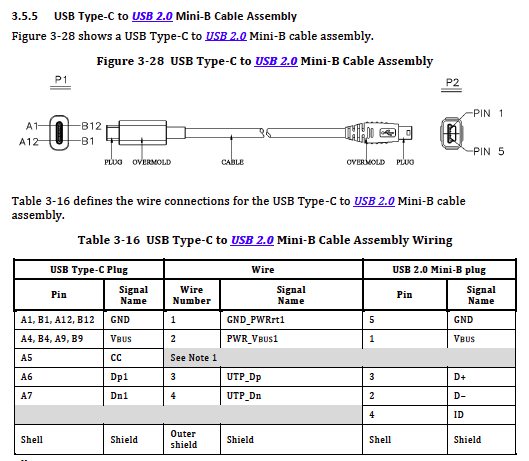 3.5.5 USB Type-C to USB 2.0 Mini-B Cable Assembly
Figure 3-28 shows a USB Type-C to USB 2.0 Mini-B cable assembly.
Figure 3-28 USB Type-C to USB 2.0 Mini-B Cable Assembly
P1 P2
A1 B12 PIN 1
A12 B1 PIN 5
PLUG OVERMOLD CABLE OVERMOLD PLUG
Table 3-16 defines the wire connections for the USB Type-C to USB 2.0 Mini-B cable
assembly.
Table 3-16 USB Type-C to USB 2.0 Mini-B Cable Assembly Wiring
USB Type-C Plug Wire USB 2.0 Mini-B plug
Pin Signal Name Wire Number Signal Name Pin Signal Name
A1, B1, A12, B12 GND 1 GND_PWRrt1 5 GND
A4, B4, A9, B9 VBUS 2 PWR_VBUS1 1 VBUS
A5 CC See Note 1
A6 Dp1 3 UTP_Dp 3 D+
A7 Dn1 4 UTP_Dn 2 D–
4 ID
Shell Shield Outer shield Shield Shell Shield